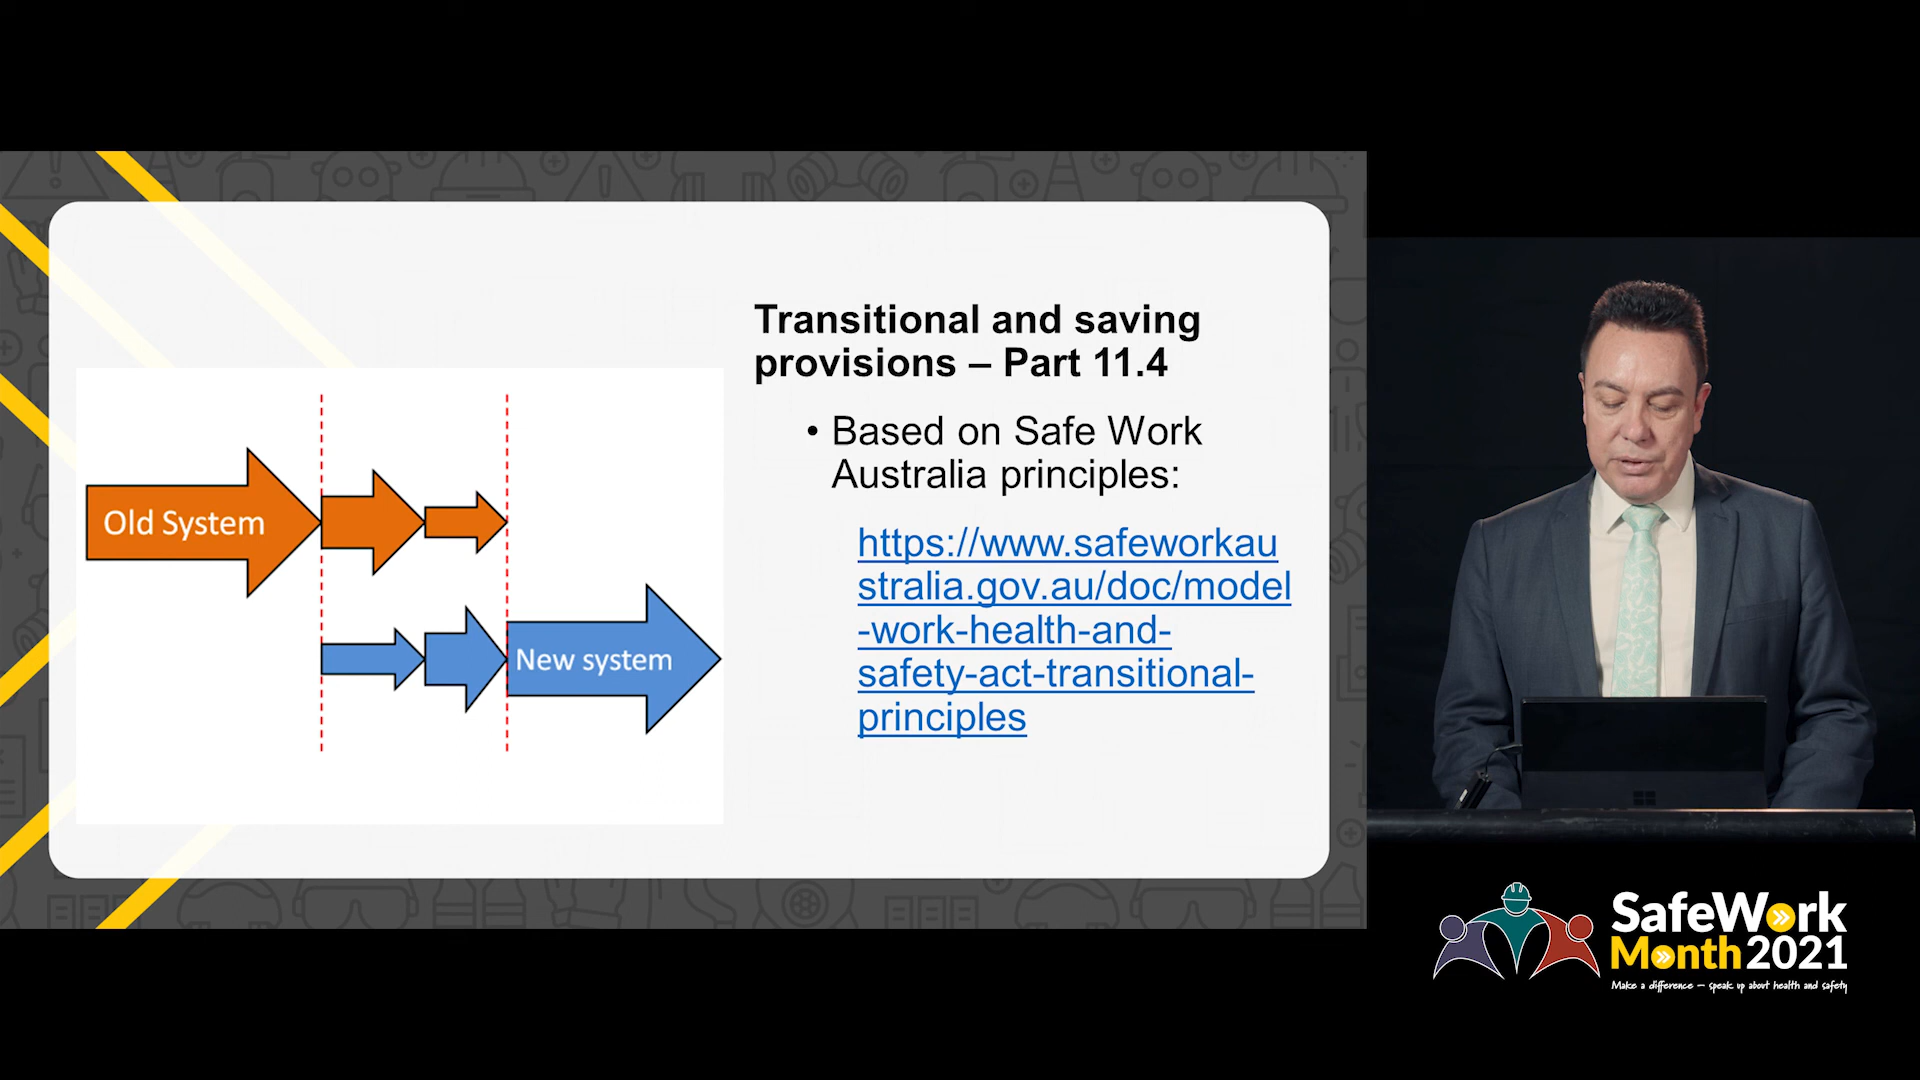 Transitional and saving
provisions – Part 11.4
• Based on Safe Work
Australia principles:
https://www.safeworkau
stralia.gov.au/doc/model
-work-health-and-
safety-act-transitional-
principles
Old System
New system
SafeWork
Month 2021
Make a difference – speak up about health and safety